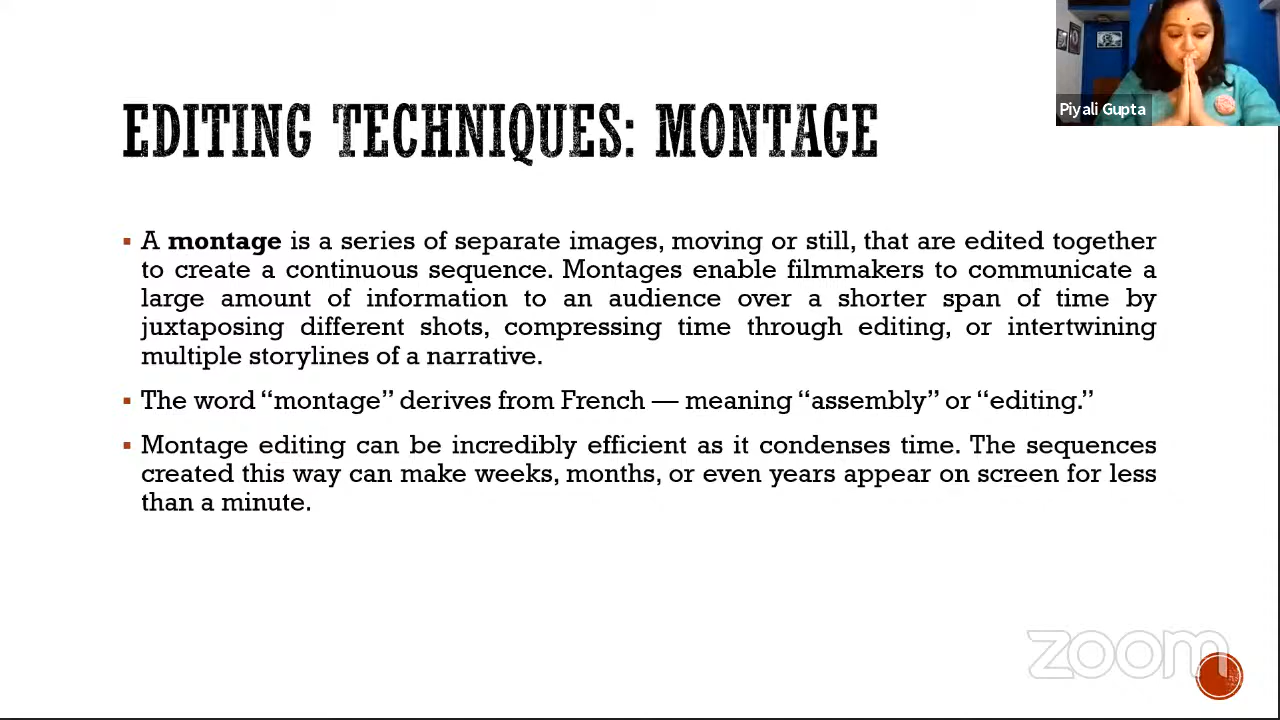 Piyali Gupta
EDITING TECHNIQUES: MONTAGE
▪ A montage is a series of separate images, moving or still, that are edited together
to create a continuous sequence. Montages enable filmmakers to communicate a
large amount of information to an audience over a shorter span of time by
juxtaposing different shots, compressing time through editing, or intertwining
multiple storylines of a narrative.
▪ The word “montage” derives from French — meaning “assembly” or “editing.”
▪ Montage editing can be incredibly efficient as it condenses time. The sequences
created this way can make weeks, months, or even years appear on screen for less
than a minute.
zoom